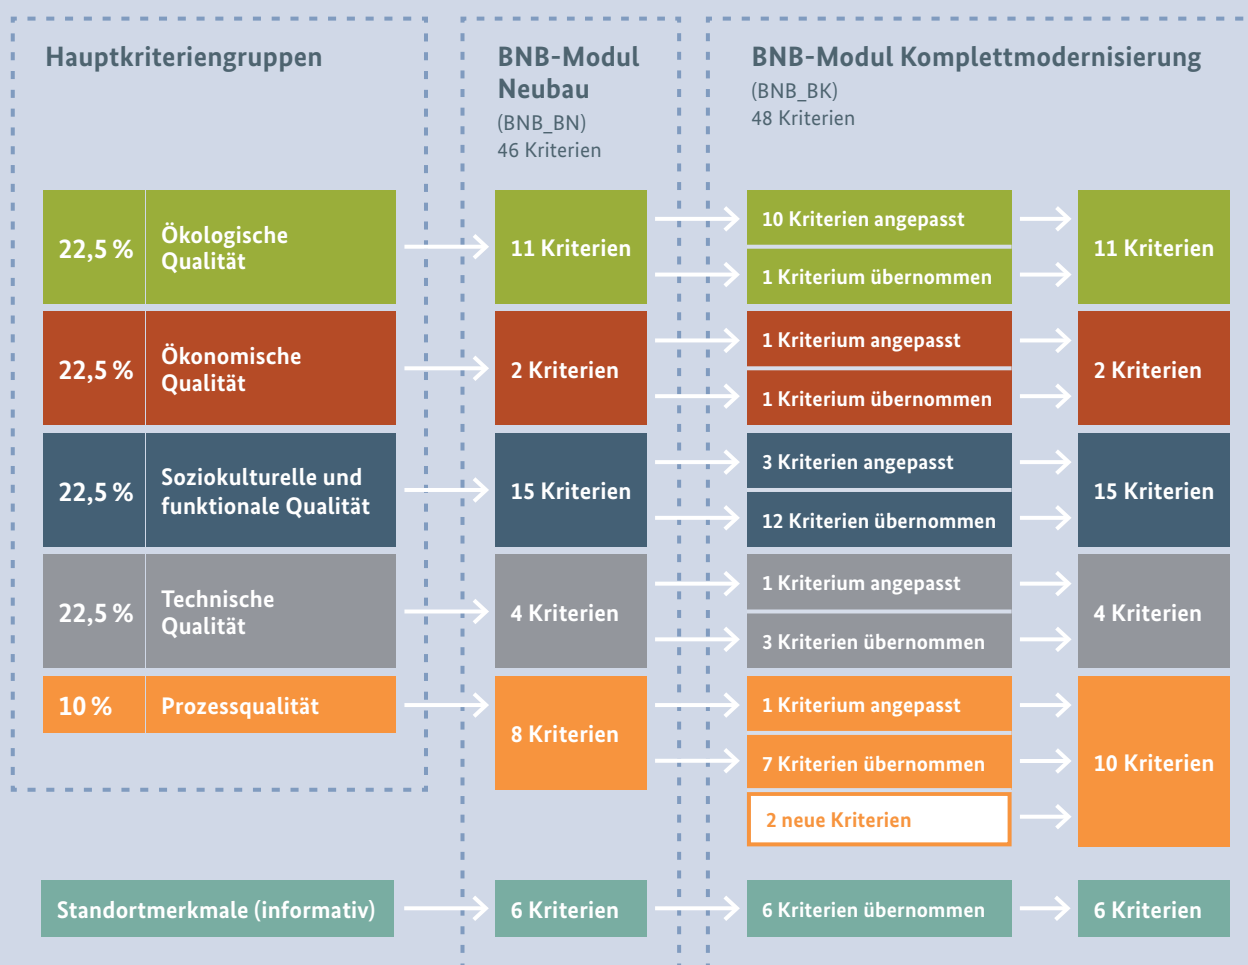 Hauptkriteriengruppen
BNB-Modul
Neubau
(BNB_BN)
46 Kriterien
BNB-Modul Komplettmodernisierung
(BNB_BK)
48 Kriterien
22,5 %
Ökologische
Qualität
11 Kriterien
10 Kriterien angepasst
1 Kriterium übernommen
11 Kriterien
22,5 %
Ökonomische
Qualität
2 Kriterien
1 Kriterium angepasst
1 Kriterium übernommen
2 Kriterien
22,5 %
Soziokulturelle und
funktionale Qualität
15 Kriterien
3 Kriterien angepasst
12 Kriterien übernommen
15 Kriterien
22,5 %
Technische
Qualität
4 Kriterien
1 Kriterium angepasst
3 Kriterien übernommen
4 Kriterien
10 %
Prozessqualität
8 Kriterien
1 Kriterium angepasst
7 Kriterien übernommen
2 neue Kriterien
10 Kriterien
Standortmerkmale (informativ)
6 Kriterien
6 Kriterien übernommen
6 Kriterien